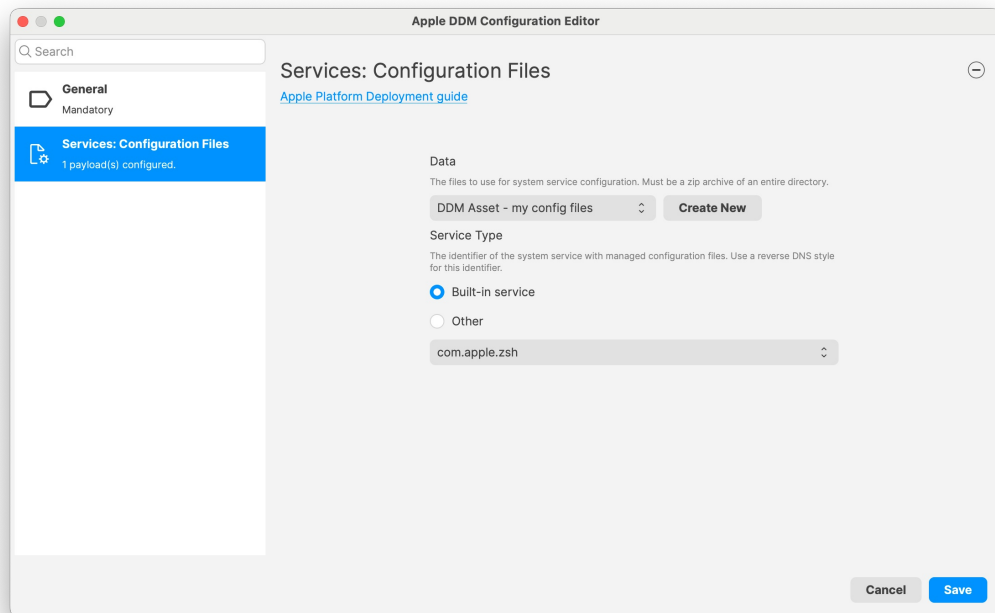 Apple DDM Configuration Editor
Search
General
Mandatory
Services: Configuration Files
1 payload(s) configured.
Services: Configuration Files
Apple Platform Deployment guide
Data
The files to use for system service configuration. Must be a zip archive of an entire directory.
DDM Asset - my config files
Create New
Service Type
The identifier of the system service with managed configuration files. Use a reverse DNS style
for this identifier.
Built-in service
Other
com.apple.zsh
Cancel
Save